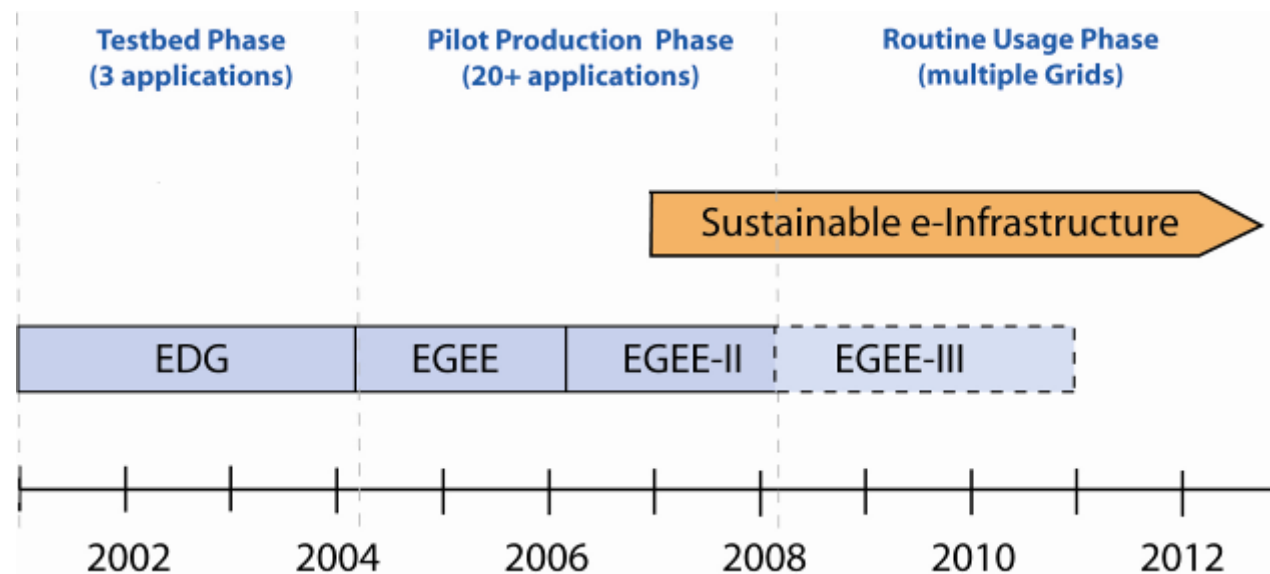 Testbed Phase
(3 applications)
Pilot Production Phase
(20+ applications)
Routine Usage Phase
(multiple Grids)
Sustainable e-Infrastructure
EDG
EGEE
EGEE-II
EGEE-III
2002
2004
2006
2008
2010
2012